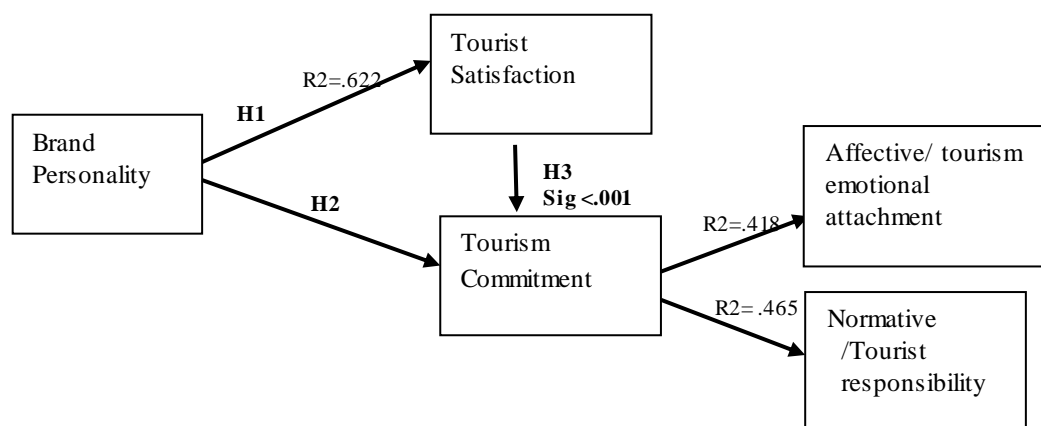 Tourist
Satisfaction
R2=.622
H1
Brand
Personality
H2
H3
Sig <.001
Tourism
Commitment
R2=.418
Affective/ tourism
emotional
attachment
R2= .465
Normative
/Tourist
responsibility